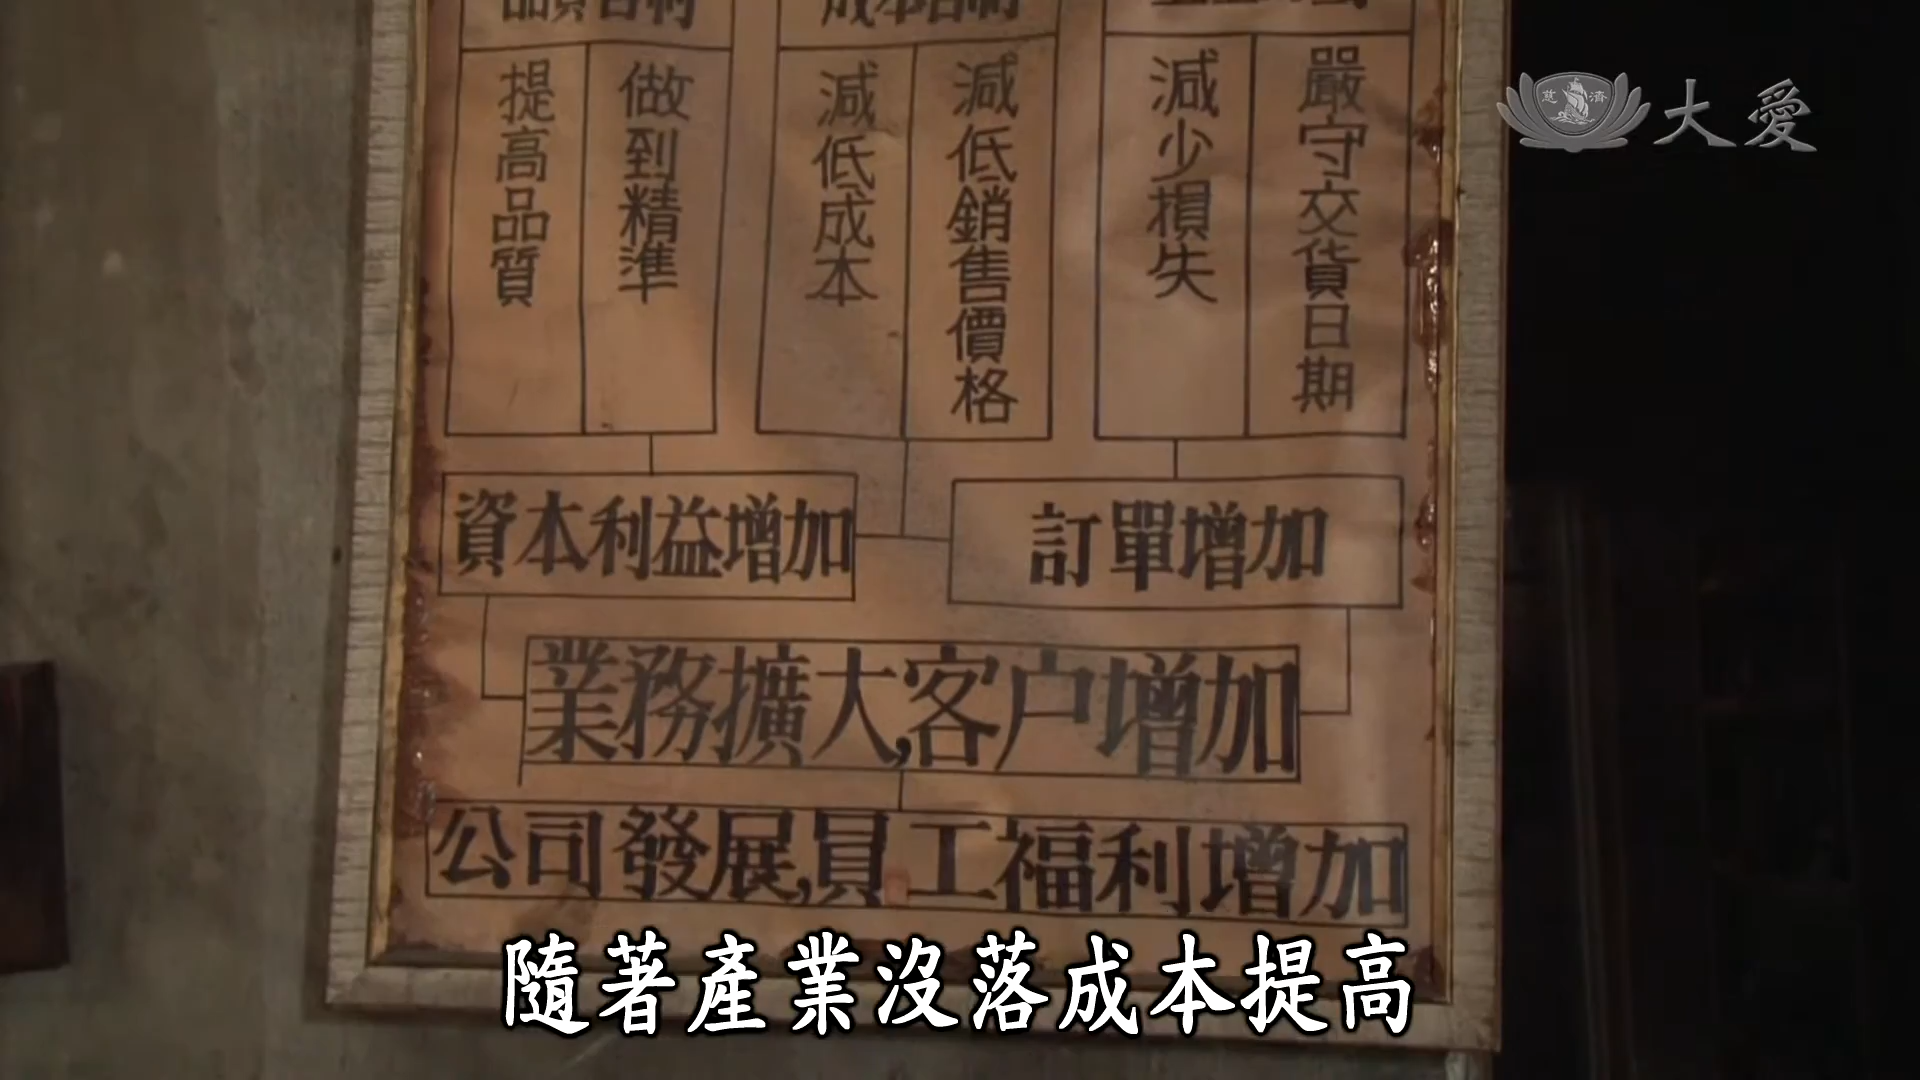 慈濟
大愛
提高品質
做到精準
減低成本
減低銷售價格
減少損失
嚴守交貨日期
資本利益增加
訂單增加
業務擴大,客户增加
公司發展,員工福利增加
隨著產業沒落成本提高